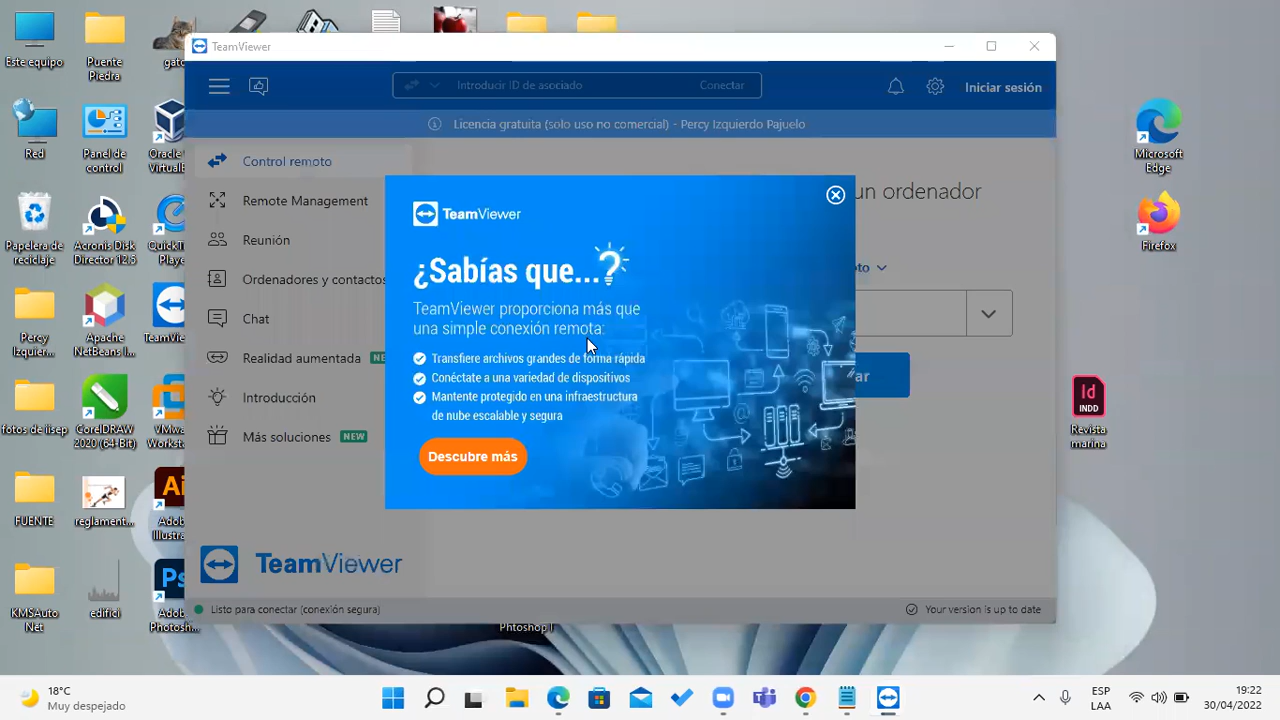 TeamViewer
Introducir ID de asociado
Conectar
Iniciar sesión
Licencia gratuita (solo uso no comercial) - Percy Izquierdo Pajuelo
Control remoto
Remote Management
Reunión
Ordenadores y contactos
Chat
Realidad aumentada
Introducción
Más soluciones NEW
un ordenador
TeamViewer
¿Sabías que...?
TeamViewer proporciona más que
una simple conexión remota:
Transfiere archivos grandes de forma rápida
Conéctate a una variedad de dispositivos
Mantente protegido en una infraestructura
de nube escalable y segura
Descubre más
TeamViewer
Listo para conectar (conexión segura)
Your version is up to date
Este equipo
Puente
Piedra
Red
Panel de
control
Oracle
Papelera de
reciclaje
Acronis Disk
Director 12.5
Percy
Izquier...
Apache
NetBeans I...
fotos de iisep
CorelDRAW
2020 (64-Bit)
FUENTE
reglament...
Ai
KMSAuto
Net
edifici
Ps
Phtoshop I
Microsoft
Edge
Firefox
Id
INDD
Revista
marina
18°C
Muy despejado
ESP
LAA
19:22
30/04/2022